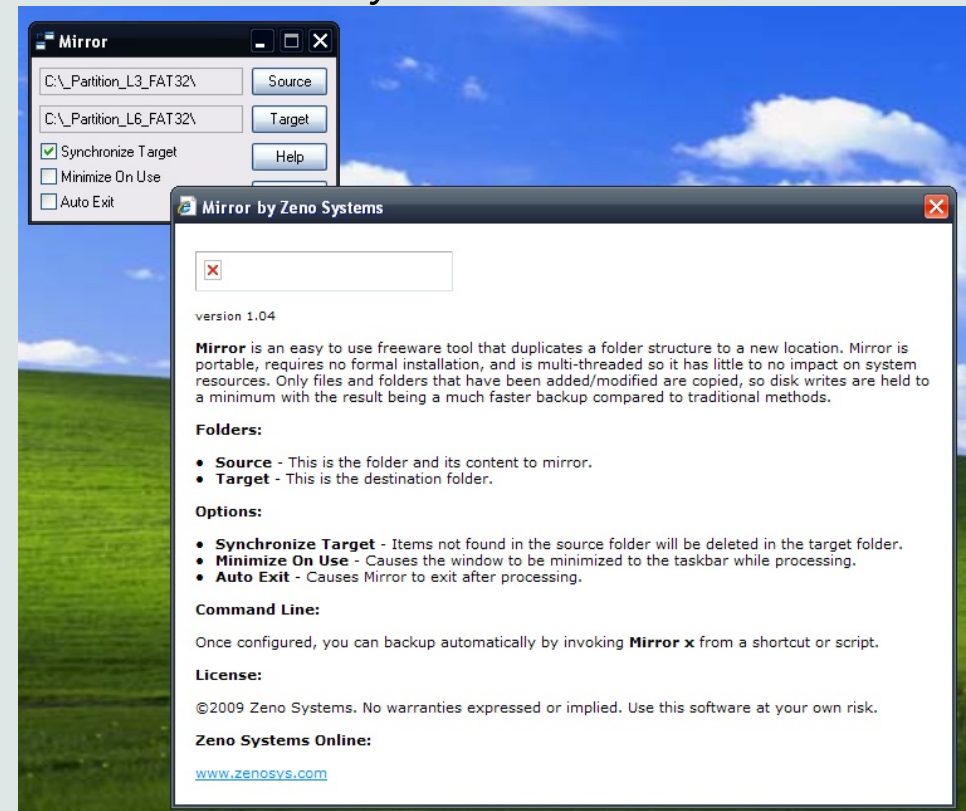 Mirror
C:\_Partition_L3_FAT32\ Source
C:\_Partition_L6_FAT32\ Target
Synchronize Target Help
Minimize On Use
Auto Exit
Mirror by Zeno Systems
version 1.04
Mirror is an easy to use freeware tool that duplicates a folder structure to a new location. Mirror is
portable, requires no formal installation, and is multi-threaded so it has little to no impact on system
resources. Only files and folders that have been added/modified are copied, so disk writes are held to
a minimum with the result being a much faster backup compared to traditional methods.
Folders:
• Source - This is the folder and its content to mirror.
• Target - This is the destination folder.
Options:
• Synchronize Target - Items not found in the source folder will be deleted in the target folder.
• Minimize On Use - Causes the window to be minimized to the taskbar while processing.
• Auto Exit - Causes Mirror to exit after processing.
Command Line:
Once configured, you can backup automatically by invoking Mirror x from a shortcut or script.
License:
©2009 Zeno Systems. No warranties expressed or implied. Use this software at your own risk.
Zeno Systems Online:
www.zenosys.com